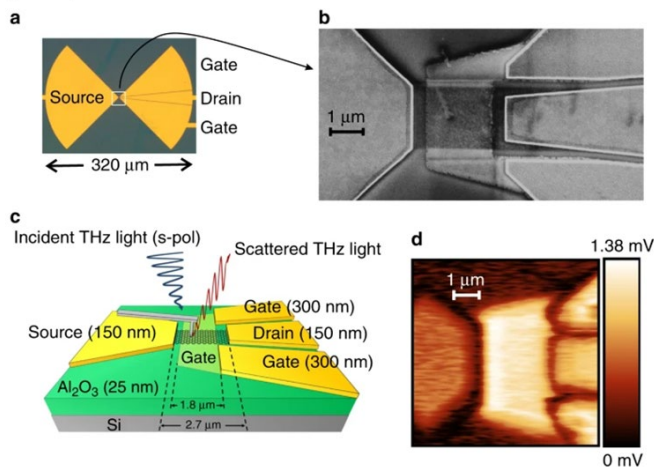 a
Source
Gate
Drain
Gate
320 μm
b
1 μm
c
Incident THz light (s-pol)
Scattered THz light
Gate (300 nm)
Source (150 nm)
Drain (150 nm)
Gate
Gate (300 nm)
Al₂O₃ (25 nm)
1.8 μm
Si
2.7 μm
d
1.38 mV
1 μm
0 mV